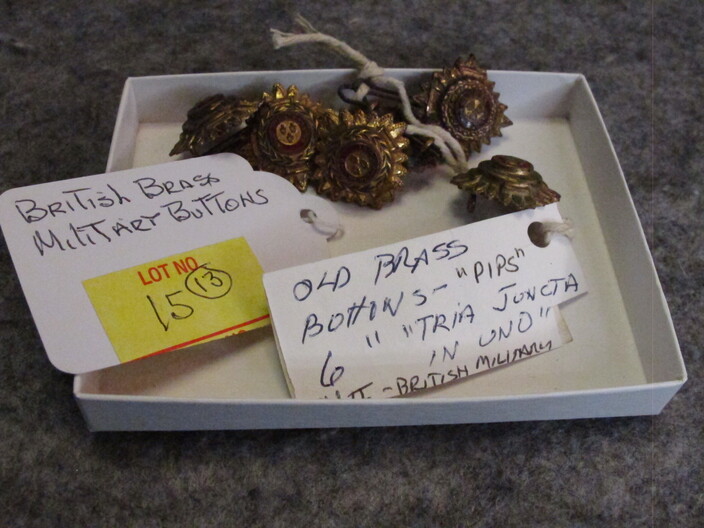 British Brass
Military Buttons
LOT NO.
15 13
OLD BRASS
BUTTONS - "PIPS"
6 " "TRIA JUNCTA
IN UNO"
- BRITISH MILITARY